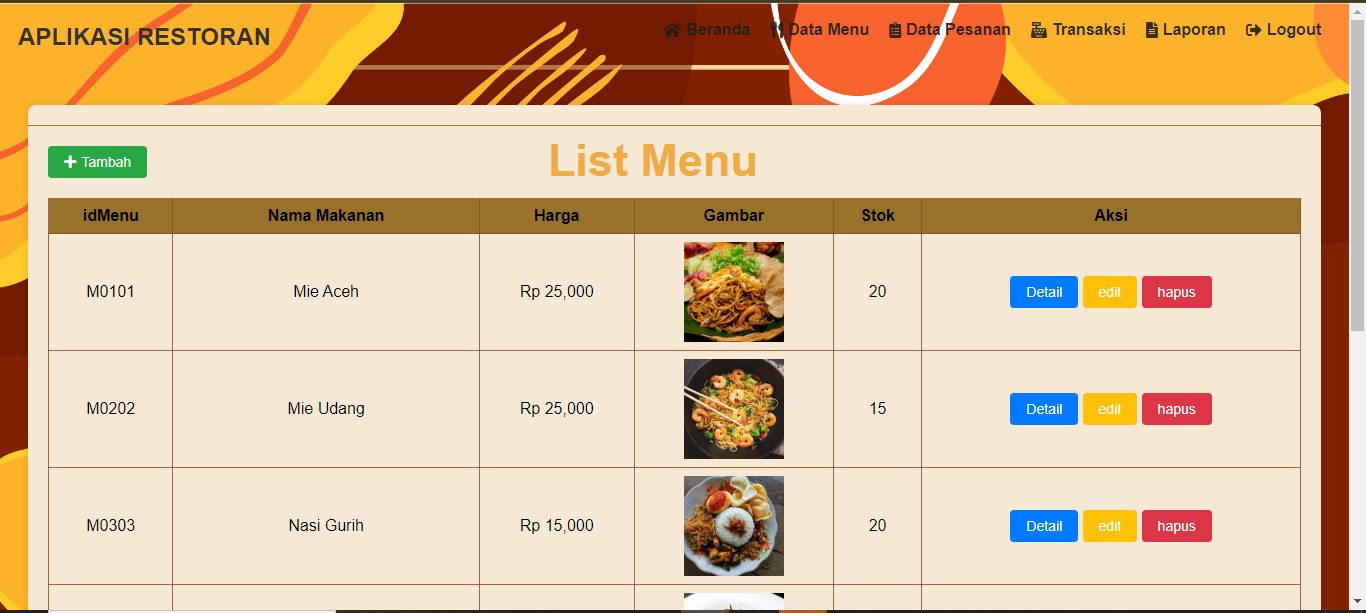 APLIKASI RESTORAN
Beranda Data Menu Data Pesanan Transaksi Laporan Logout
Tambah
List Menu
idMenu Nama Makanan Harga Gambar Stok Aksi
M0101 Mie Aceh Rp 25,000 20 Detail edit hapus
M0202 Mie Udang Rp 25,000 15 Detail edit hapus
M0303 Nasi Gurih Rp 15,000 20 Detail edit hapus